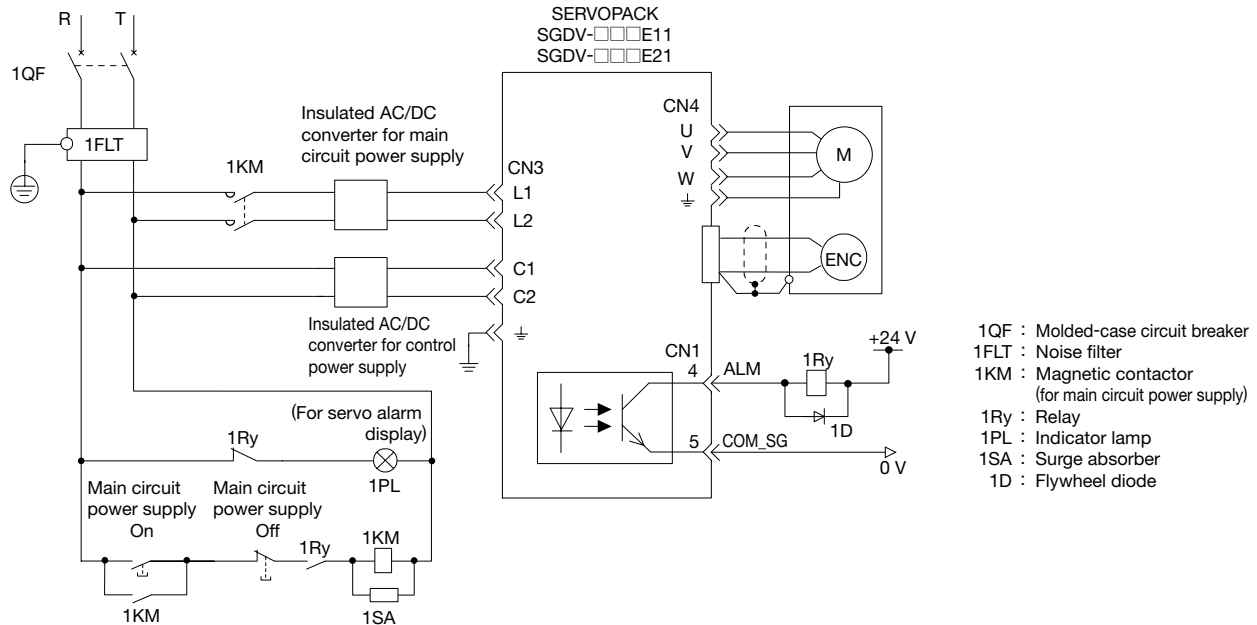 R
T
SERVOPACK
SGDV-□□□E11
SGDV-□□□E21
1QF
1FLT
Insulated AC/DC
converter for main
circuit power supply
1KM
CN3
L1
L2
C1
C2
Insulated AC/DC
converter for control
power supply
CN4
U
V
W
M
ENC
CN1
4
ALM
1Ry
+24 V
1D
5
COM_SG
0 V
(For servo alarm
display)
1Ry
1PL
Main circuit
power supply
On
Main circuit
power supply
Off
1Ry
1KM
1KM
1SA
1QF : Molded-case circuit breaker
1FLT : Noise filter
1KM : Magnetic contactor
(for main circuit power supply)
1Ry : Relay
1PL : Indicator lamp
1SA : Surge absorber
1D : Flywheel diode